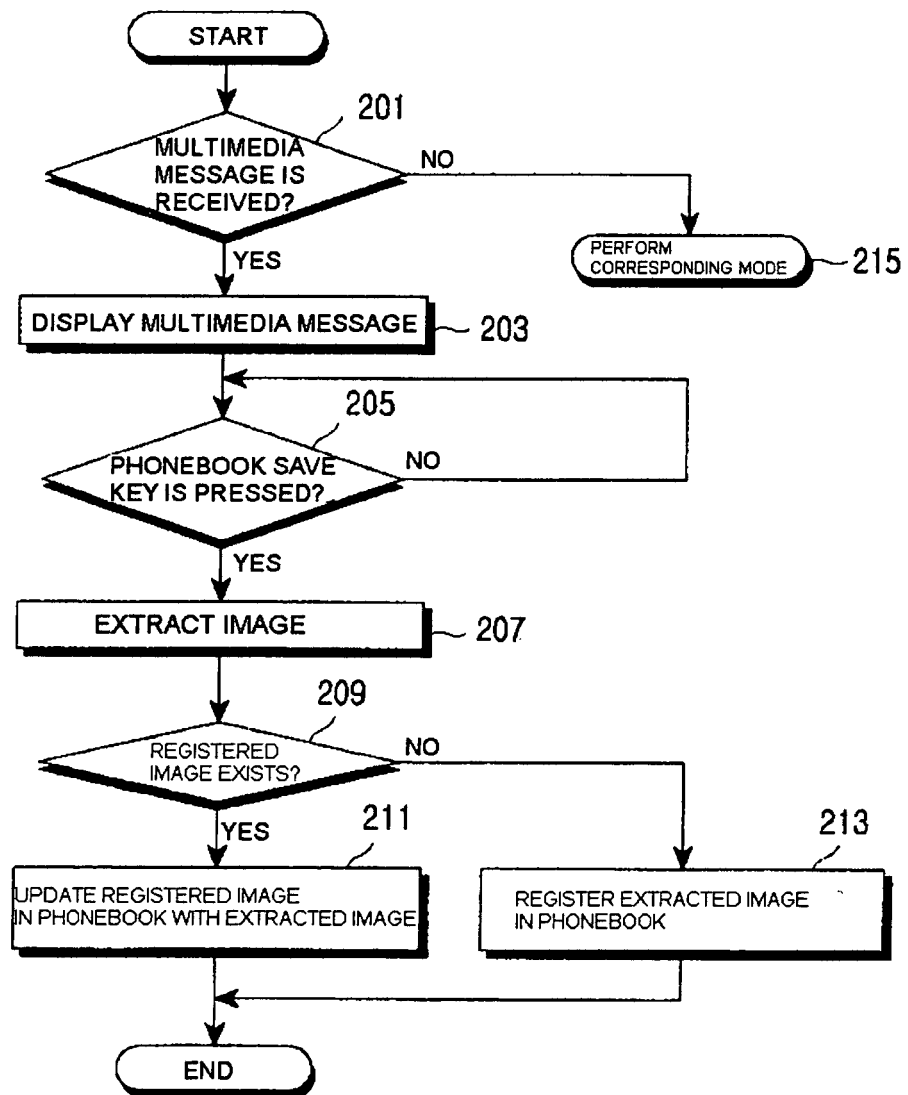 START
201
MULTIMEDIA
MESSAGE IS
RECEIVED?
NO
YES
PERFORM
CORRESPONDING MODE
215
DISPLAY MULTIMEDIA MESSAGE
203
205
PHONEBOOK SAVE
KEY IS PRESSED?
NO
YES
EXTRACT IMAGE
207
209
REGISTERED
IMAGE EXISTS?
NO
YES
211
213
UPDATE REGISTERED IMAGE
IN PHONEBOOK WITH EXTRACTED IMAGE
REGISTER EXTRACTED IMAGE
IN PHONEBOOK
END